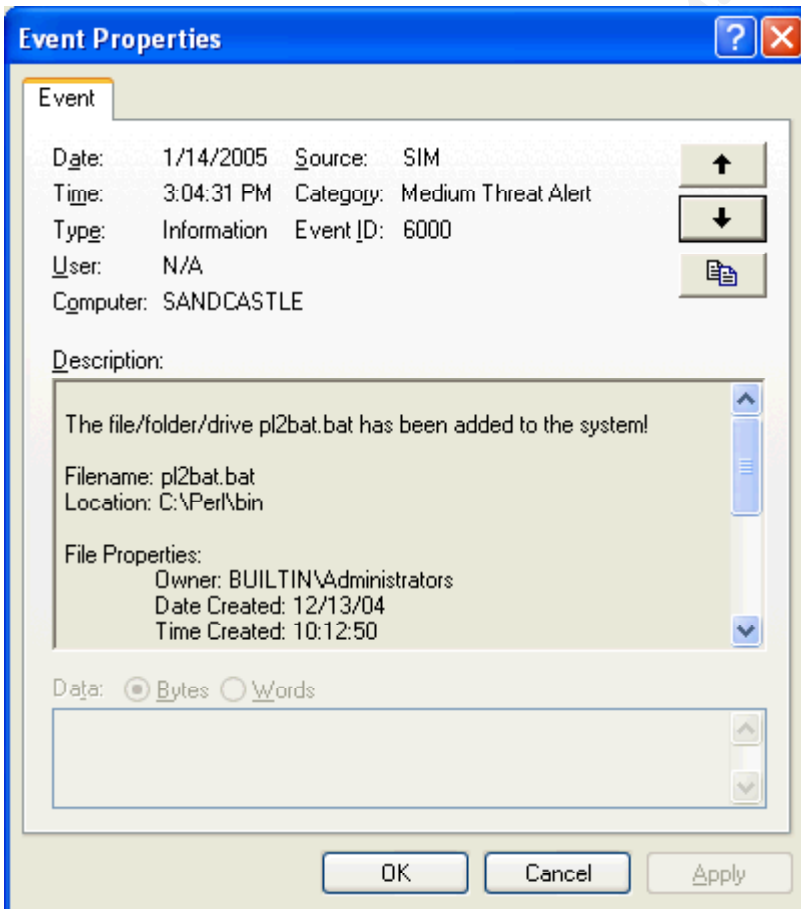 Event Properties
Event
Date: 1/14/2005 Source: SIM
Time: 3:04:31 PM Category: Medium Threat Alert
Type: Information Event ID: 6000
User: N/A
Computer: SANDCASTLE
Description:
The file/folder/drive pl2bat.bat has been added to the system!
Filename: pl2bat.bat
Location: C:\Perl\bin
File Properties:
Owner: BUILTIN\Administrators
Date Created: 12/13/04
Time Created: 10:12:50
Data: Bytes Words
OK Cancel Apply